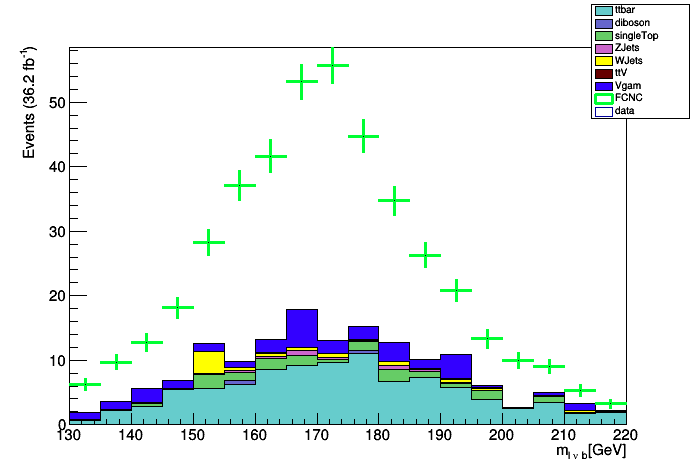 ttbar
diboson
singleTop
ZJets
WJets
ttV
Vgam
FCNC
data
Events (36.2 fb⁻¹)
50
40
30
20
10
0
130 140 150 160 170 180 190 200 210 220
m_{l ν b}[GeV]